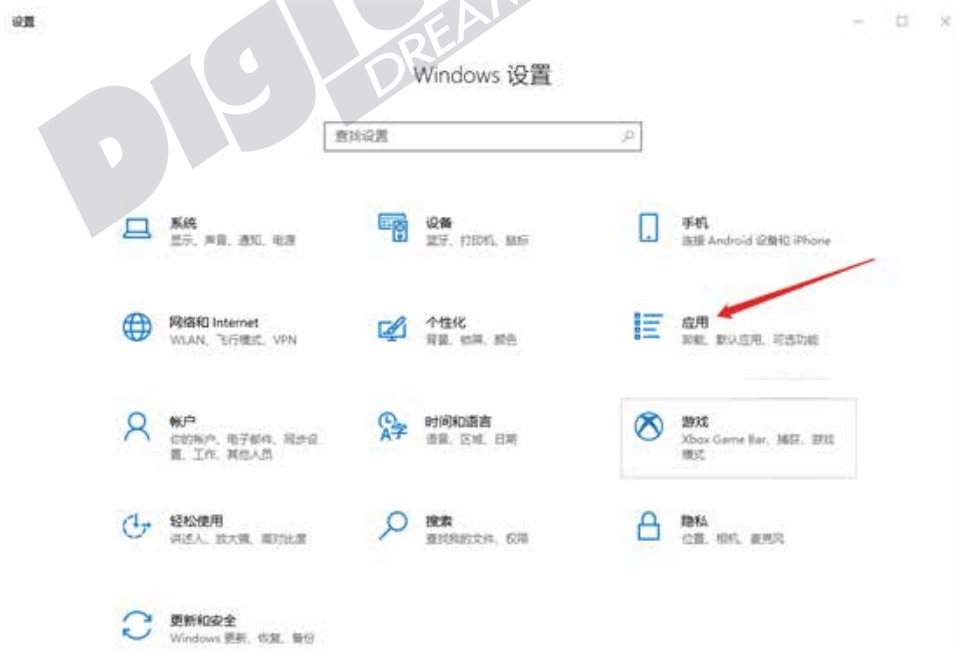 设置
Windows 设置
查找设置
系统
显示、声音、通知、电源
设备
蓝牙、打印机、鼠标
手机
连接 Android 设备和 iPhone
网络和 Internet
WLAN、飞行模式、VPN
个性化
背景、锁屏、颜色
应用
卸载、默认应用、可选功能
帐户
你的帐户、电子邮件、同步设
置、工作、其他人员
时间和语言
语音、区域、日期
游戏
Xbox Game Bar、捕获、游戏
模式
轻松使用
讲述人、放大镜、高对比度
搜索
查找我的文件、权限
隐私
位置、相机、麦克风
更新和安全
Windows 更新、恢复、备份